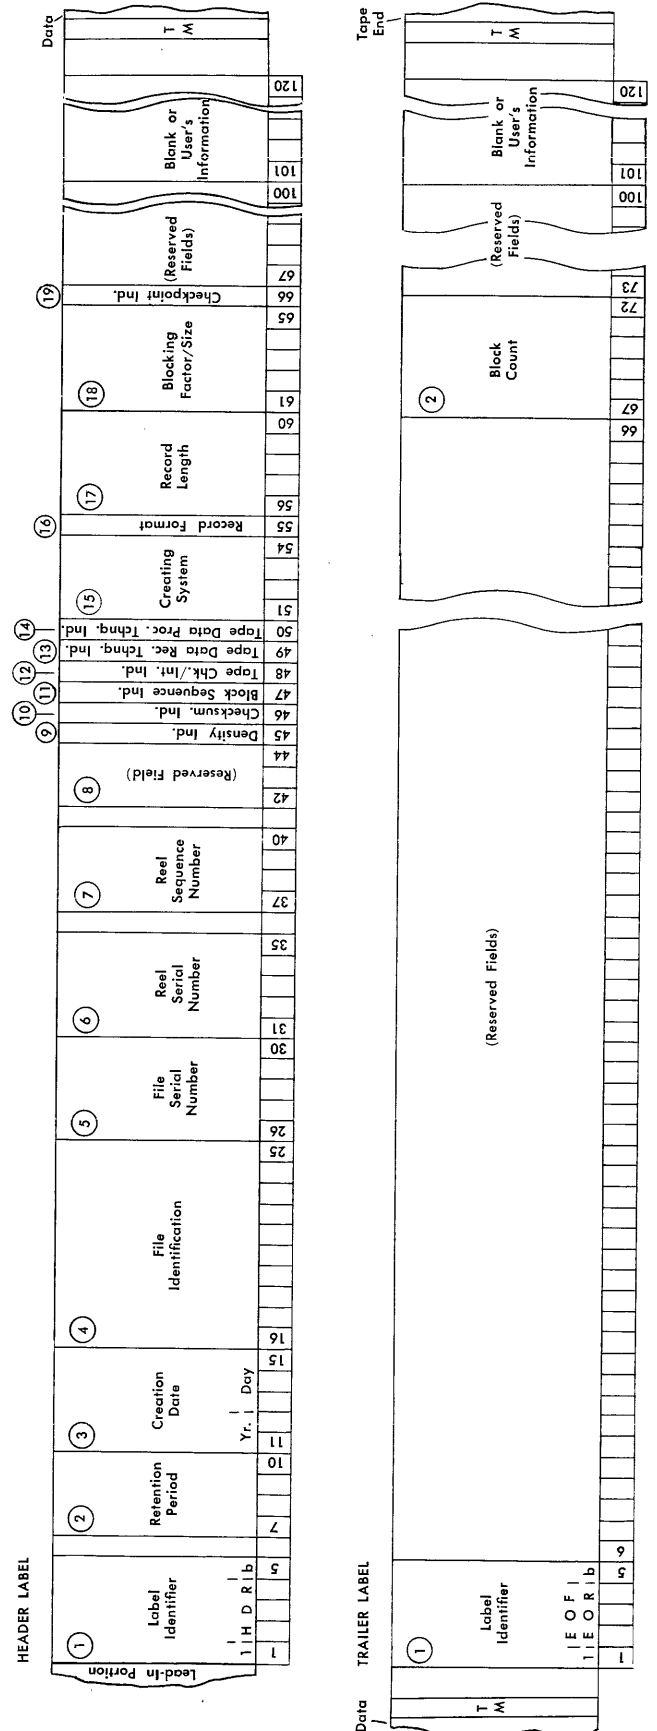 HEADER LABEL
Lead-In Portion
1
Label
Identifier
1 H D R b
1
5
2
Retention
Period
7
10
3
Creation
Date
Yr. Day
11
15
4
File
Identification
16
25
5
File
Serial
Number
26
30
6
Reel
Serial
Number
31
35
7
Reel
Sequence
Number
37
40
8
(Reserved Field)
42
44
9
Density Ind.
45
10
Checksum. Ind.
46
11
Block Sequence Ind.
47
12
Tape Chk./Int. Ind.
48
13
Tape Data Rec. Tchnq. Ind.
49
14
Tape Data Proc. Tchnq. Ind.
50
15
Creating
System
51
54
16
Record Format
55
17
Record
Length
56
60
18
Blocking
Factor/Size
61
65
19
Checkpoint Ind.
66
(Reserved
Fields)
67
100
Blank or
User's
Information
101
120
T M
Data
TRAILER LABEL
Data
T M
1
Label
Identifier
E O F
1 E O R b
1
5
6
(Reserved Fields)
66
2
Block
Count
67
72
73
(Reserved
Fields)
100
Blank or
User's
Information
101
120
T M
Tape
End